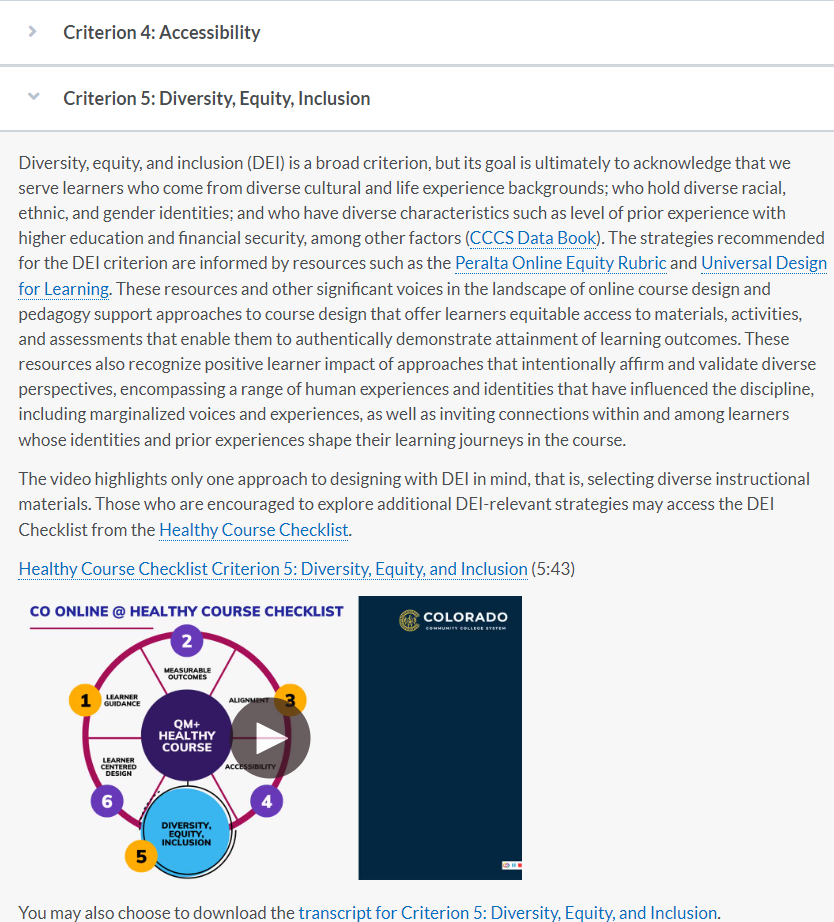 Criterion 4: Accessibility
Criterion 5: Diversity, Equity, Inclusion
Diversity, equity, and inclusion (DEI) is a broad criterion, but its goal is ultimately to acknowledge that we
serve learners who come from diverse cultural and life experience backgrounds; who hold diverse racial,
ethnic, and gender identities; and who have diverse characteristics such as level of prior experience with
higher education and financial security, among other factors (CCCS Data Book). The strategies recommended
for the DEI criterion are informed by resources such as the Peralta Online Equity Rubric and Universal Design
for Learning. These resources and other significant voices in the landscape of online course design and
pedagogy support approaches to course design that offer learners equitable access to materials, activities,
and assessments that enable them to authentically demonstrate attainment of learning outcomes. These
resources also recognize positive learner impact of approaches that intentionally affirm and validate diverse
perspectives, encompassing a range of human experiences and identities that have influenced the discipline,
including marginalized voices and experiences, as well as inviting connections within and among learners
whose identities and prior experiences shape their learning journeys in the course.
The video highlights only one approach to designing with DEI in mind, that is, selecting diverse instructional
materials. Those who are encouraged to explore additional DEI-relevant strategies may access the DEI
Checklist from the Healthy Course Checklist.
Healthy Course Checklist Criterion 5: Diversity, Equity, and Inclusion (5:43)
CO ONLINE @ HEALTHY COURSE CHECKLIST
COLORADO
COMMUNITY COLLEGE SYSTEM
2
MEASURABLE
OUTCOMES
1
LEARNER
GUIDANCE
ALIGNMENT
3
QM+
HEALTHY
COURSE
LEARNER
CENTERED
DESIGN
ACCESSIBILITY
6
4
DIVERSITY,
EQUITY,
INCLUSION
5
You may also choose to download the transcript for Criterion 5: Diversity, Equity, and Inclusion.